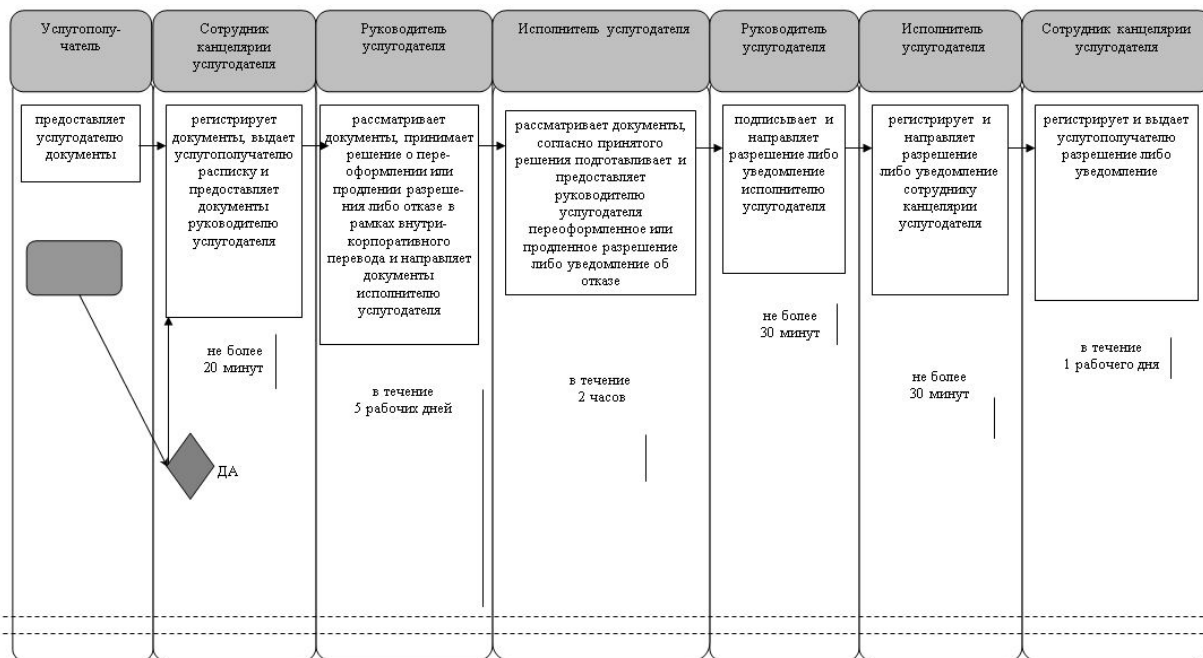 Услугополу-
чатель
Сотрудник
канцелярии
услугодателя
Руководитель
услугодателя
Исполнитель услугодателя
Руководитель
услугодателя
Исполнитель
услугодателя
Сотрудник канцелярии
услугодателя
предоставляет
услугодателю
документы
регистрирует
документы, выдает
услугополучателю
расписку и
предоставляет
документы
руководителю
услугодателя
рассматривает
документы, принимает
решение о пере-
оформлении или
продлении разреше-
ния либо отказе в
рамках внутри-
корпоративного
перевода и направляет
документы
исполнителю
услугодателя
рассматривает документы,
согласно принятого
решения подготавливает и
предоставляет
руководителю
услугодателя
переоформленное или
продленное разрешение
либо уведомление об
отказе
подписывает и
направляет
разрешение либо
уведомление
исполнителю
услугодателя
регистрирует и
направляет
разрешение
либо уведомление
сотруднику
канцелярии
услугодателя
регистрирует и выдает
услугополучателю
разрешение либо
уведомление
не более
20 минут
в течение
5 рабочих дней
в течение
2 часов
не более
30 минут
не более
30 минут
в течение
1 рабочего дня
ДА